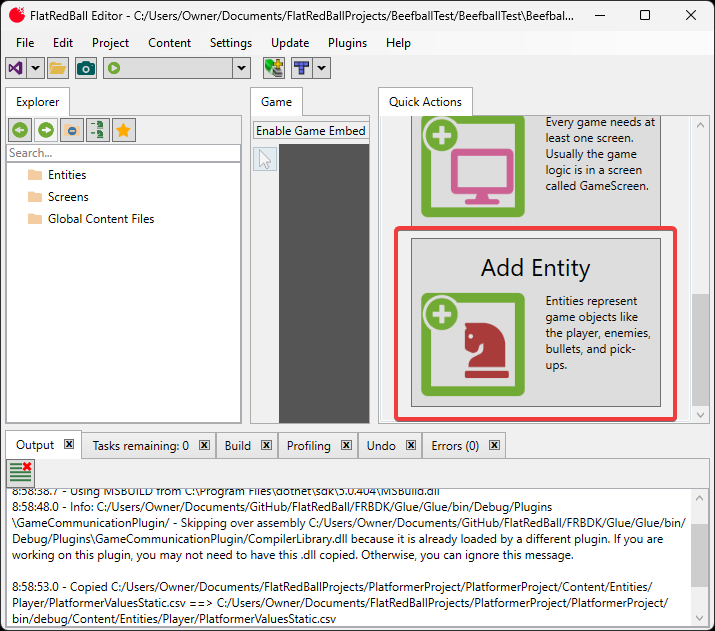 FlatRedBall Editor - C:/Users/Owner/Documents/FlatRedBallProjects/BeefballTest/BeefballTest\Beefbal...
File Edit Project Content Settings Update Plugins Help
Explorer
Game
Quick Actions
Enable Game Embed
Search...
Entities
Screens
Global Content Files
Every game needs at
least one screen.
Usually the game
logic is in a screen
called GameScreen.
Add Entity
Entities represent
game objects like
the player, enemies,
bullets, and pick-
ups.
Output
Tasks remaining: 0
Build
Profiling
Undo
Errors (0)
8:58:38.7 - Using MSBUILD from C:\Program Files\dotnet\sdk\5.0.404\MSBuild.dll
8:58:48.0 - Info: C:/Users/Owner/Documents/GitHub/FlatRedBall/FRBDK/Glue/Glue/bin/Debug/Plugins
\GameCommunicationPlugin/ - Skipping over assembly C:/Users/Owner/Documents/GitHub/FlatRedBall/FRBDK/Glue/Glue/bin/
Debug/Plugins\GameCommunicationPlugin/CompilerLibrary.dll because it is already loaded by a different plugin. If you are
working on this plugin, you may not need to have this .dll copied. Otherwise, you can ignore this message.
8:58:53.0 - Copied C:/Users/Owner/Documents/FlatRedBallProjects/PlatformerProject/PlatformerProject/Content/Entities/
Player/PlatformerValuesStatic.csv ==> C:/Users/Owner/Documents/FlatRedBallProjects/PlatformerProject/PlatformerProject/
bin/debug/Content/Entities/Player/PlatformerValuesStatic.csv